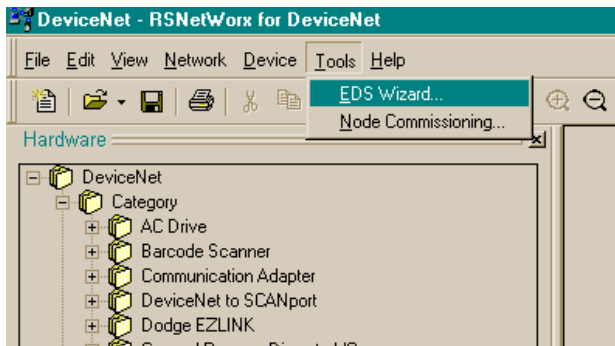 DeviceNet - RSNetWorx for DeviceNet
File Edit View Network Device Tools Help
EDS Wizard...
Node Commissioning...
Hardware
DeviceNet
Category
AC Drive
Barcode Scanner
Communication Adapter
DeviceNet to SCANport
Dodge EZLINK